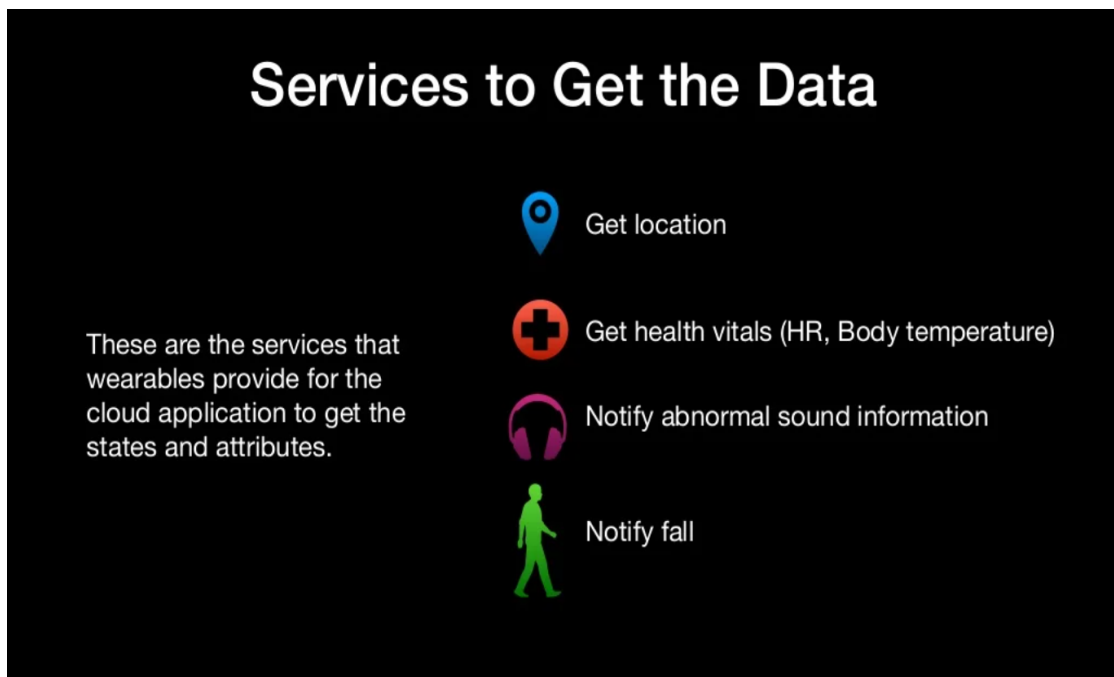 Services to Get the Data
Get location
Get health vitals (HR, Body temperature)
These are the services that
wearables provide for the
cloud application to get the
states and attributes.
Notify abnormal sound information
Notify fall